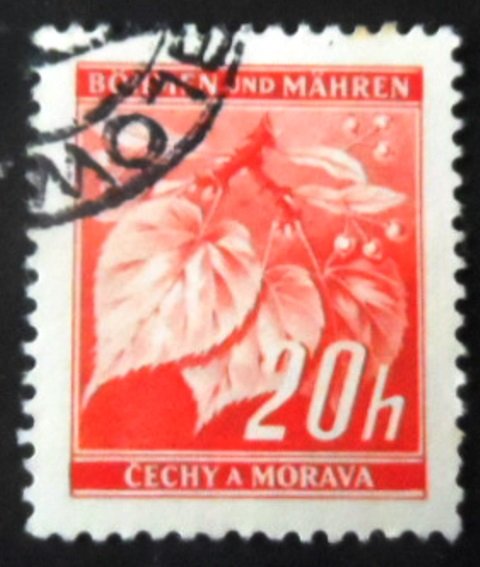 BÖHMEN UND MÄHREN
20h
ČECHY A MORAVA